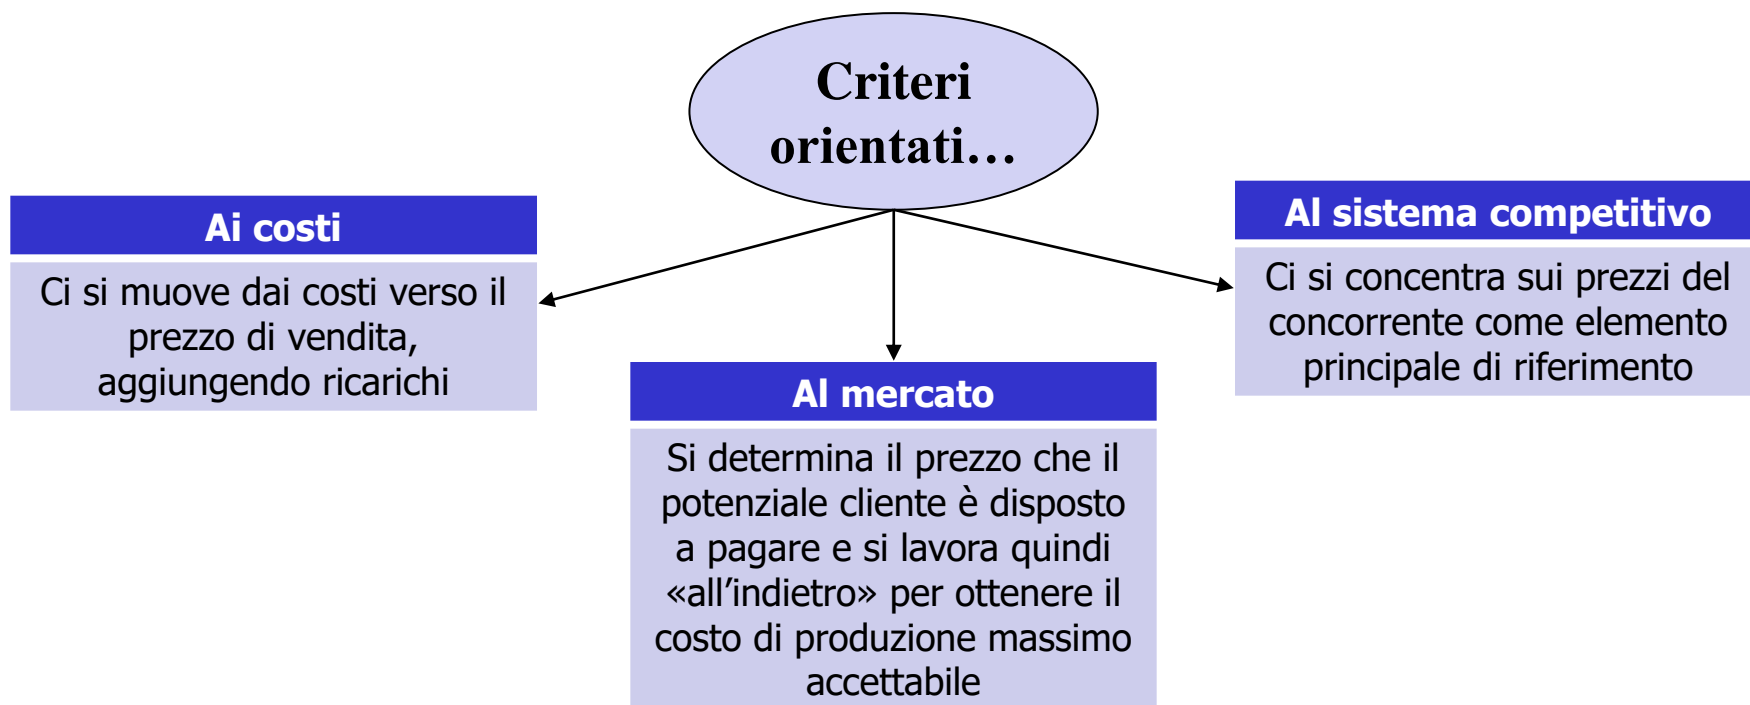 Criteri
orientati…
Ai costi
Ci si muove dai costi verso il
prezzo di vendita,
aggiungendo ricarichi
Al mercato
Si determina il prezzo che il
potenziale cliente è disposto
a pagare e si lavora quindi
«all’indietro» per ottenere il
costo di produzione massimo
accettabile
Al sistema competitivo
Ci si concentra sui prezzi del
concorrente come elemento
principale di riferimento